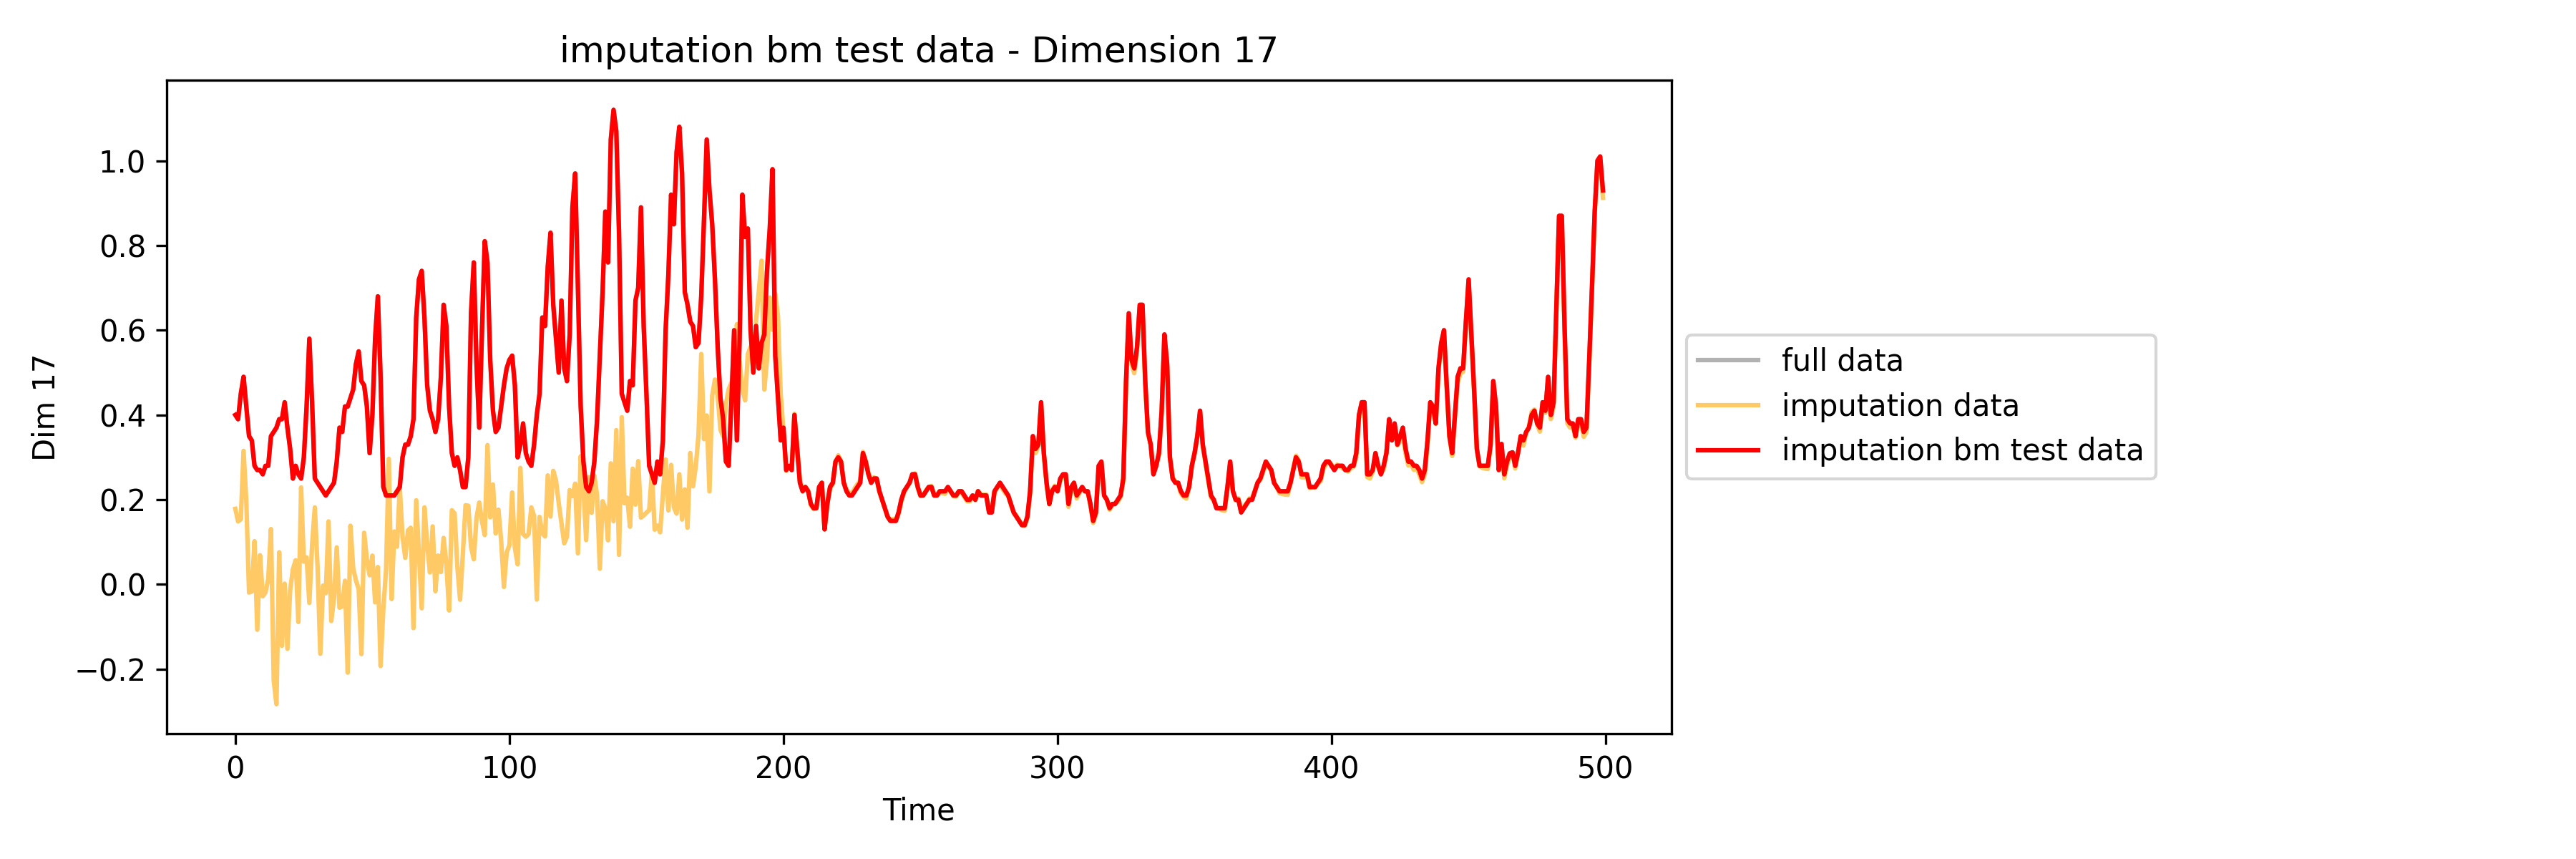 imputation bm test data - Dimension 17
1.0
0.8
0.6
0.4
0.2
0.0
−0.2
Dim 17
0 100 200 300 400 500
Time
full data
imputation data
imputation bm test data